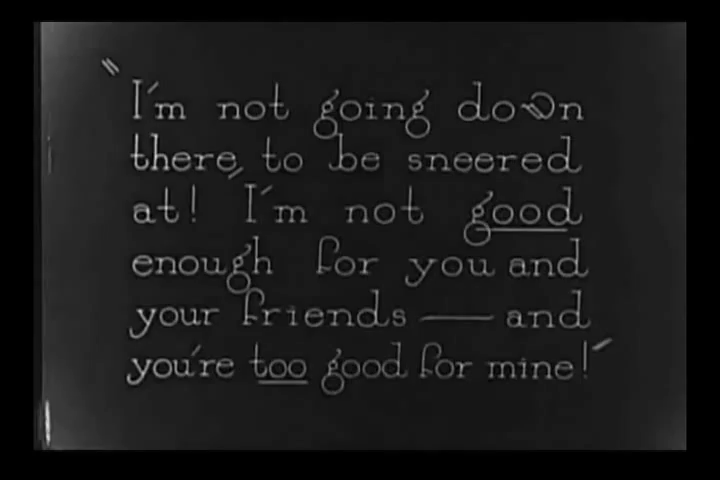 "I'm not going down
there, to be sneered
at! I'm not good
enough for you and
your friends — and
you're too good for mine!"